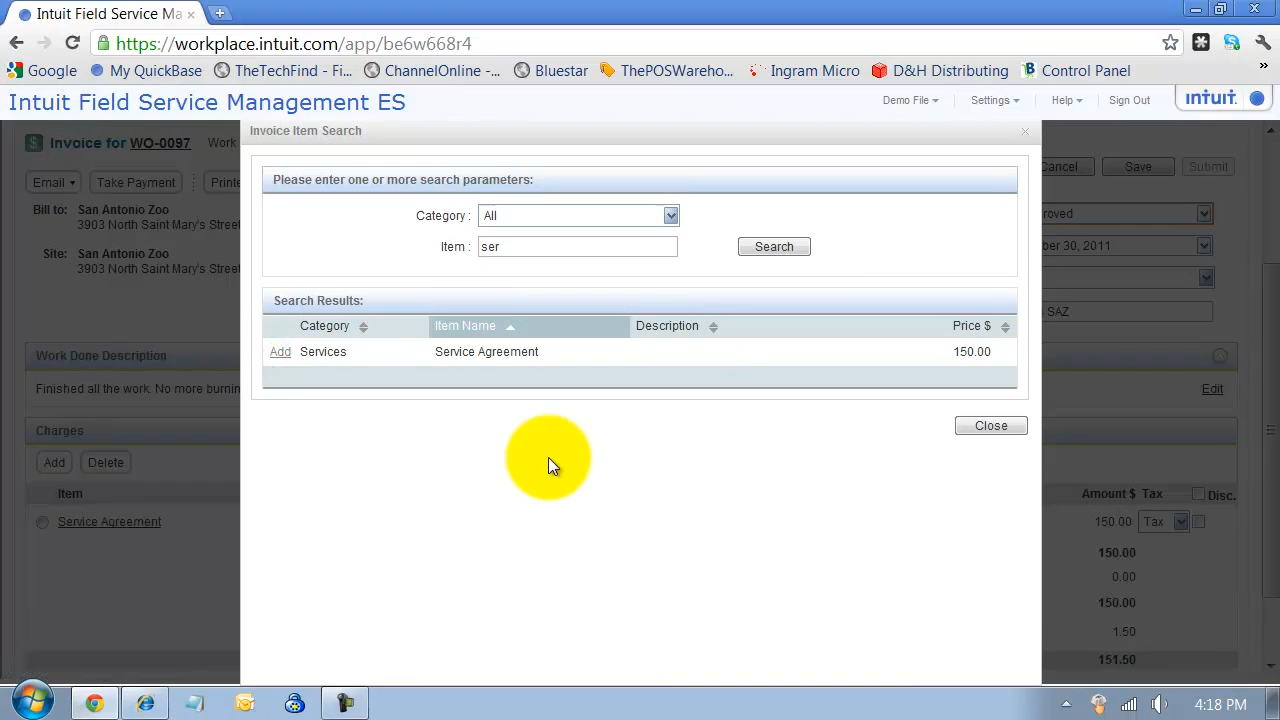 Intuit Field Service Ma
https://workplace.intuit.com/app/be6w668r4
Google My QuickBase TheTechFind - Fi... ChannelOnline -... Bluestar ThePOSWareho... Ingram Micro D&H Distributing Control Panel »
Intuit Field Service Management ES Demo File Settings Help Sign Out intuit.
Invoice Item Search
Invoice for WO-0097 Work
Cancel Save Submit
Email Take Payment Printe
Please enter one or more search parameters:
Bill to: San Antonio Zoo
3903 North Saint Mary's Street
Category : All
Item : ser Search
Site: San Antonio Zoo
3903 North Saint Mary's Street
roved
ber 30, 2011
SAZ
Search Results:
Category Item Name Description Price $
Add Services Service Agreement 150.00
Work Done Description
Finished all the work. No more burnin
Edit
Close
Charges
Add Delete
Item Amount $ Tax Disc.
Service Agreement 150.00 Tax
150.00
0.00
150.00
1.50
151.50
4:18 PM